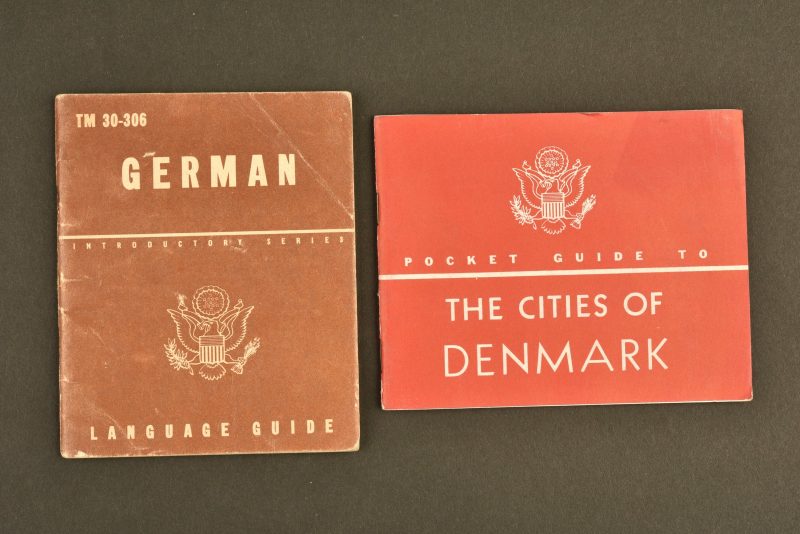 TM 30-306
GERMAN
INTRODUCTORY SERIES
LANGUAGE GUIDE
POCKET GUIDE TO
THE CITIES OF
DENMARK